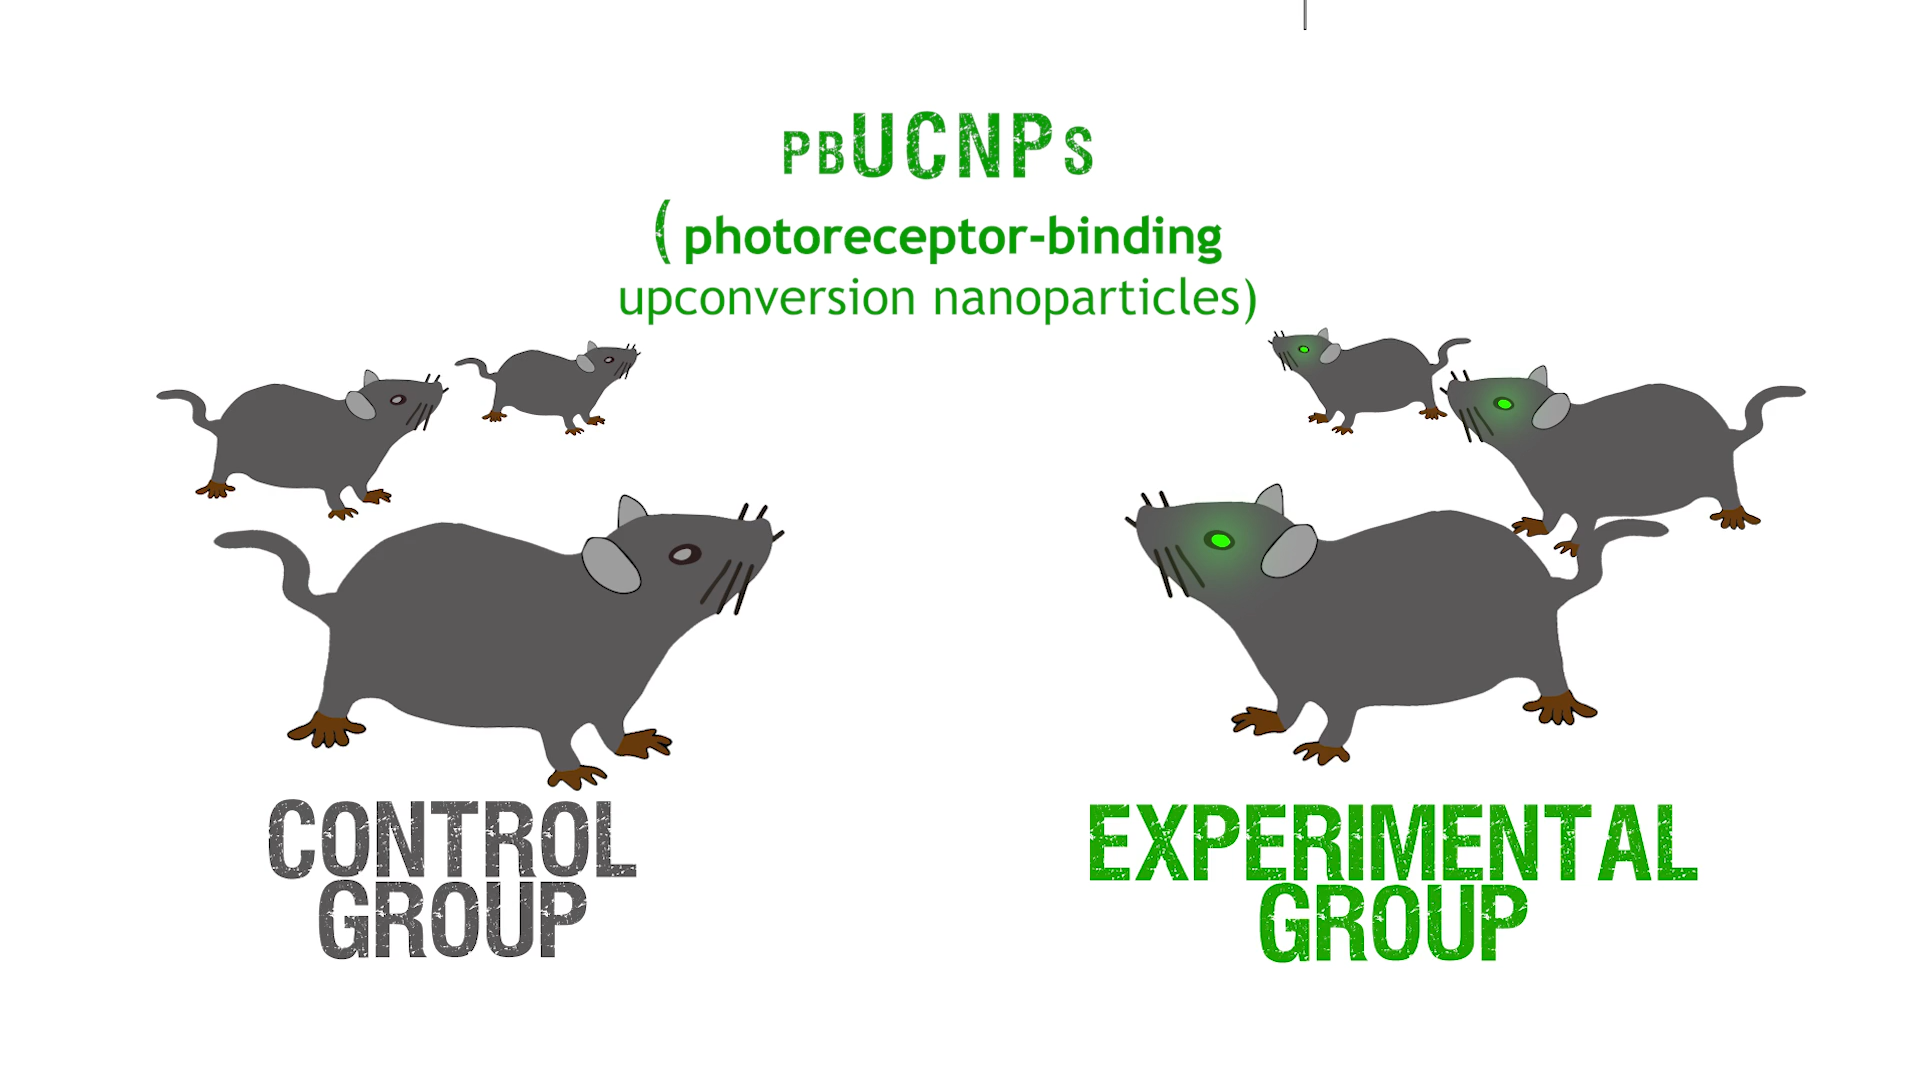 pbUCNPs
(photoreceptor-binding
upconversion nanoparticles)
CONTROL
GROUP
EXPERIMENTAL
GROUP